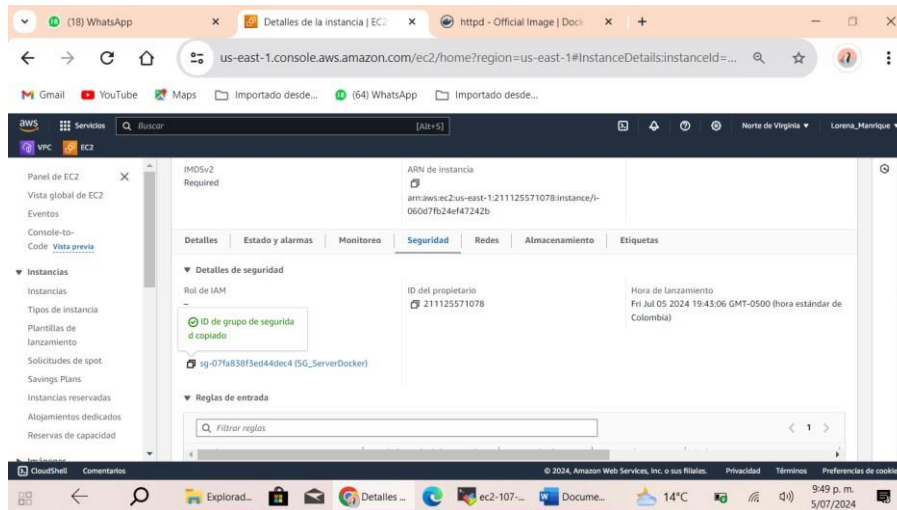 (18) WhatsApp
Detalles de la instancia | EC2
httpd - Official Image | Dock
us-east-1.console.aws.amazon.com/ec2/home?region=us-east-1#InstanceDetails:instanceId=...
Gmail
YouTube
Maps
Importado desde...
(64) WhatsApp
Importado desde...
aws
Servicios
Buscar
[Alt+S]
Norte de Virginia
Lorena_Manrique
VPC
EC2
Panel de EC2
Vista global de EC2
Eventos
Console-to-
Code Vista previa
Instancias
Instancias
Tipos de instancia
Plantillas de
lanzamiento
Solicitudes de spot
Savings Plans
Instancias reservadas
Alojamientos dedicados
Reservas de capacidad
Imágenes
IMDSv2
Required
ARN de instancia
arn:aws:ec2:us-east-1:211125571078:instance/i-
060d7fb24ef47242b
Detalles
Estado y alarmas
Monitoreo
Seguridad
Redes
Almacenamiento
Etiquetas
Detalles de seguridad
Rol de IAM
–
ID de grupo de segurida
d copiado
sg-07fa838f3ed44dec4 (SG_ServerDocker)
ID del propietario
211125571078
Hora de lanzamiento
Fri Jul 05 2024 19:43:06 GMT-0500 (hora estándar de
Colombia)
Reglas de entrada
Filtrar reglas
1
CloudShell
Comentarios
© 2024, Amazon Web Services, Inc. o sus filiales.
Privacidad
Términos
Preferencias de cookie
Explorad...
Detalles ...
ec2-107-...
Docume...
14°C
9:49 p. m.
5/07/2024